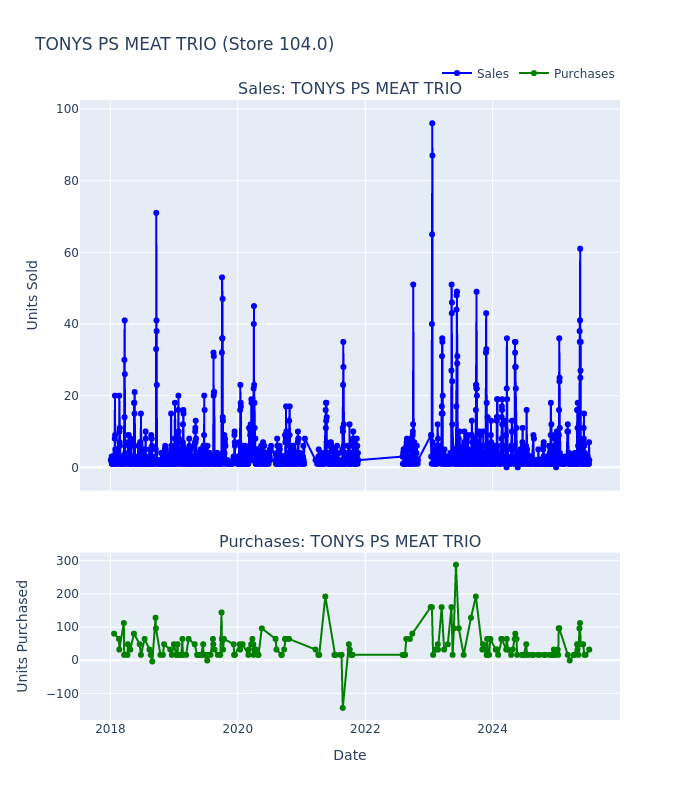 TONYS PS MEAT TRIO (Store 104.0)
Sales
Purchases
Sales: TONYS PS MEAT TRIO
100
80
60
40
20
0
Units Sold
Purchases: TONYS PS MEAT TRIO
300
200
100
0
−100
Units Purchased
2018
2020
2022
2024
Date